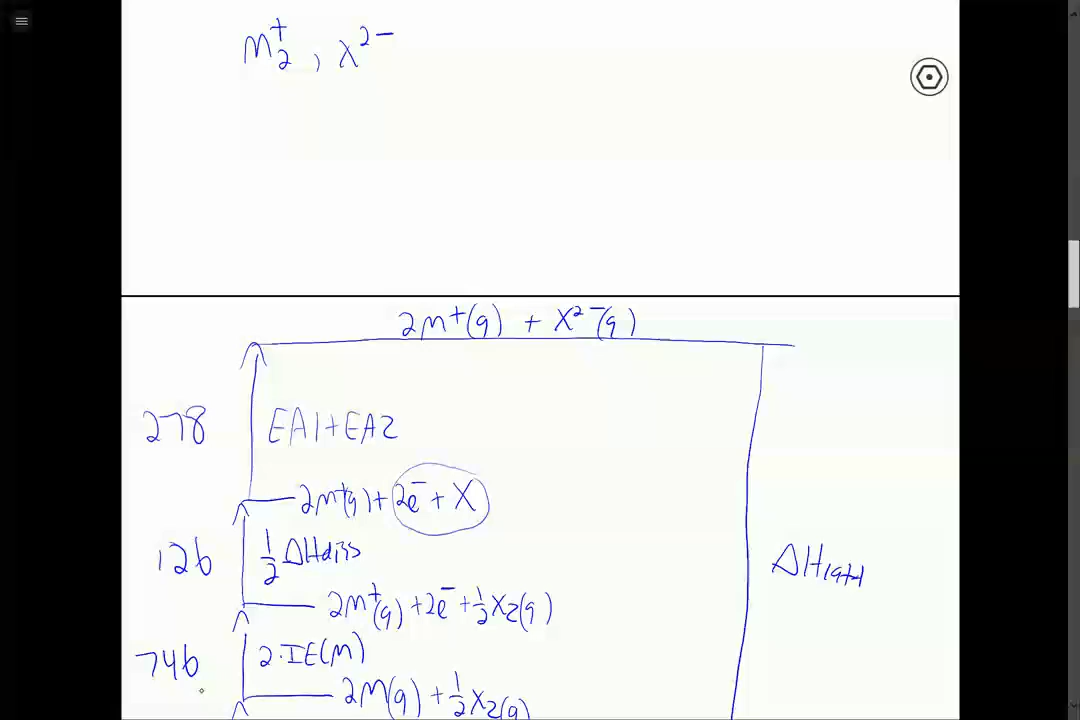 M₂⁺, X²⁻
2M⁺(g) + X²⁻(g)
278 EA1+EA2
2M⁺(g)+2e⁻+X
126 1/2 ΔHdiss
2M⁺(g)+2e⁻+1/2X₂(g)
ΔHlatt
746 2·IE(M)
2M(g)+1/2X₂(g)